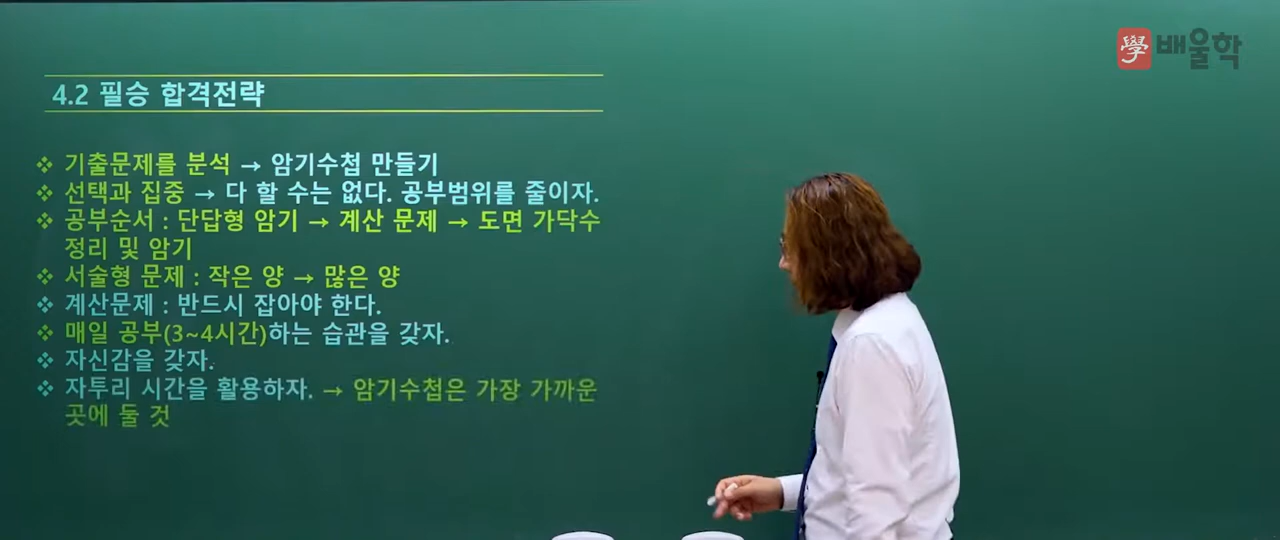 學 배울학
4.2 필승 합격전략
❖ 기출문제를 분석 → 암기수첩 만들기
❖ 선택과 집중 → 다 할 수는 없다. 공부범위를 줄이자.
❖ 공부순서 : 단답형 암기 → 계산 문제 → 도면 가닥수
정리 및 암기
❖ 서술형 문제 : 작은 양 → 많은 양
❖ 계산문제 : 반드시 잡아야 한다.
❖ 매일 공부(3~4시간)하는 습관을 갖자.
❖ 자신감을 갖자.
❖ 자투리 시간을 활용하자. → 암기수첩은 가장 가까운
곳에 둘 것